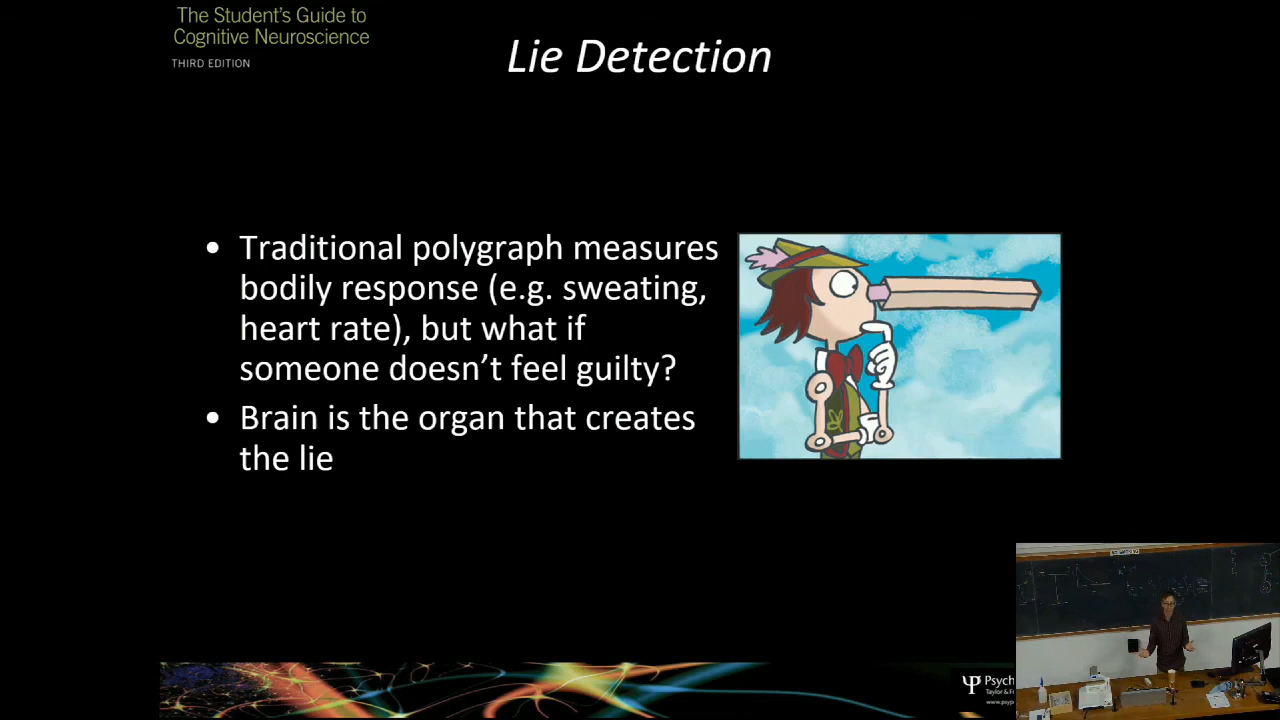 The Student's Guide to
Cognitive Neuroscience
THIRD EDITION
Lie Detection
• Traditional polygraph measures
bodily response (e.g. sweating,
heart rate), but what if
someone doesn't feel guilty?
• Brain is the organ that creates
the lie
Ψ Psych
Taylor & F
www.psyp